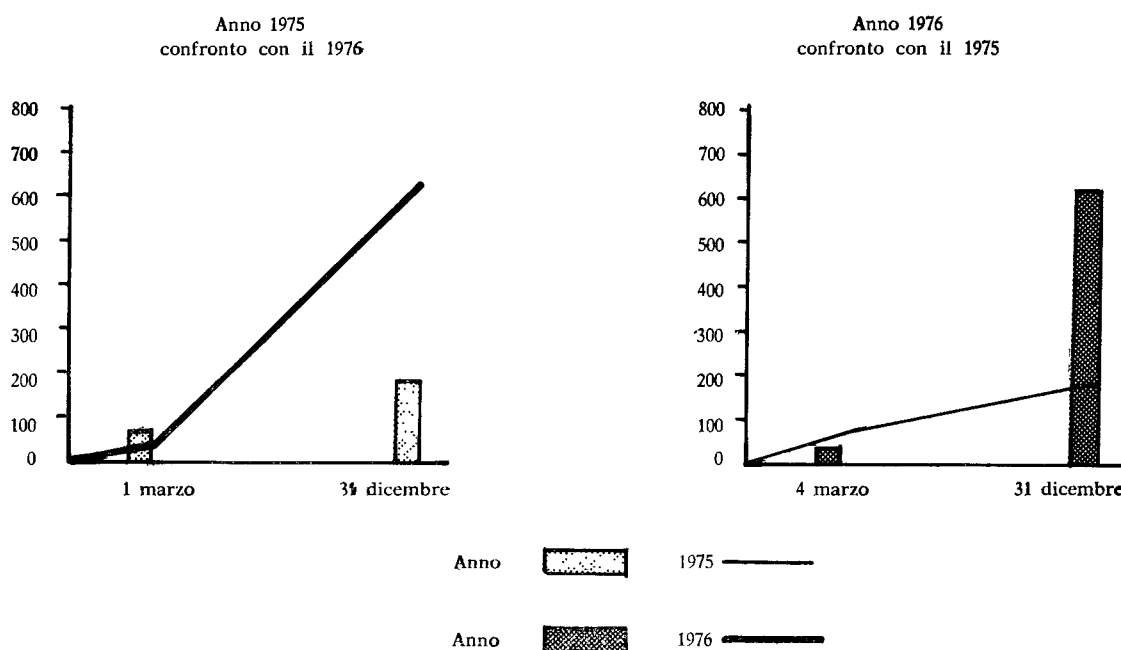 Anno 1975
confronto con il 1976
800
700
600
500
400
300
200
100
0
1 marzo
31 dicembre
Anno 1976
confronto con il 1975
800
700
600
500
400
300
200
100
0
4 marzo
31 dicembre
Anno 1975
Anno 1976